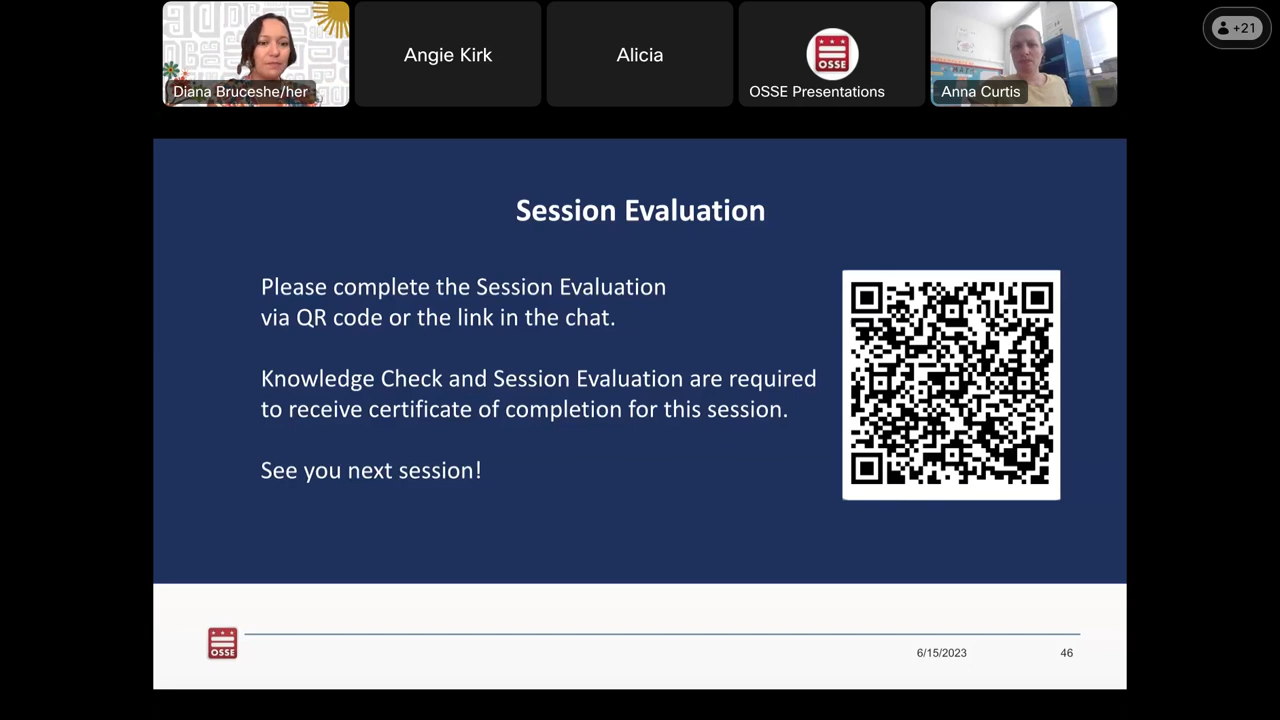 Diana Bruceshe/her
Angie Kirk
Alicia
OSSE
OSSE Presentations
Anna Curtis
+21
Session Evaluation
Please complete the Session Evaluation
via QR code or the link in the chat.
Knowledge Check and Session Evaluation are required
to receive certificate of completion for this session.
See you next session!
OSSE
6/15/2023
46